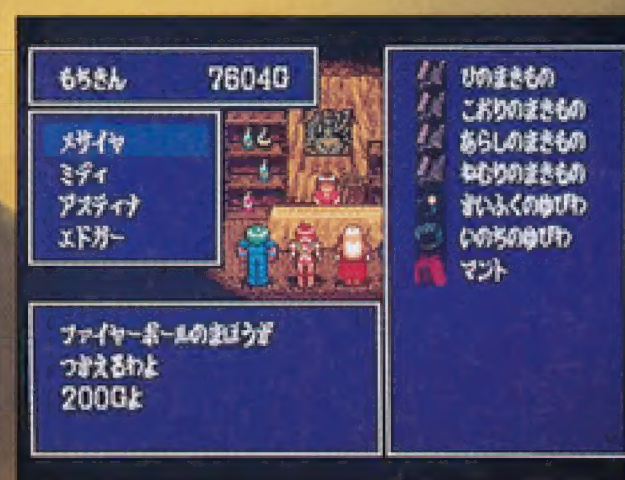 もちきん 7604G
メサイヤ
ミディ
アスティナ
エドガー
ひのまきもの
こおりのまきもの
あらしのまきもの
ねむりのまきもの
まいふくのゆびわ
いのちのゆびわ
マント
ファイヤーボールのまほうが
つかえるわよ
200Gよ